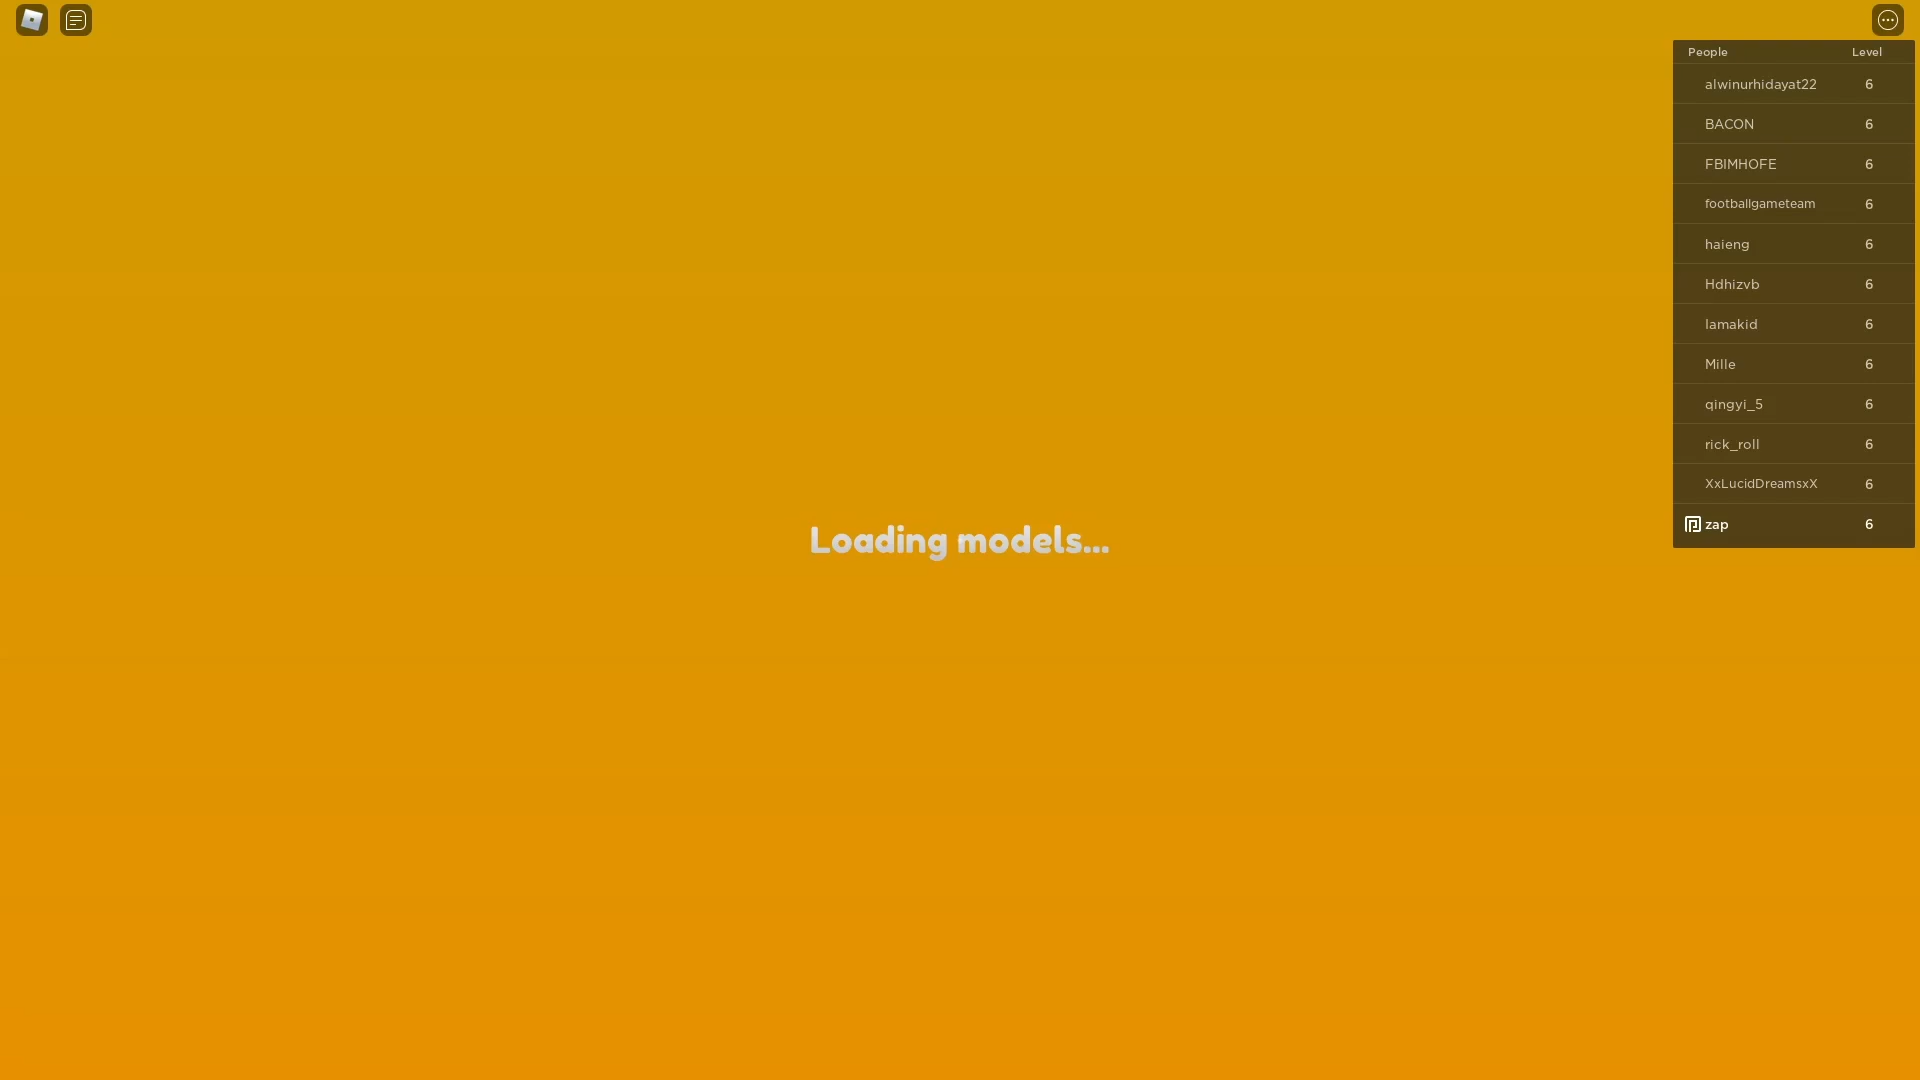 People Level
alwinurhidayat22 6
BACON 6
FBIMHOFE 6
footballgameteam 6
haieng 6
Hdhizvb 6
Iamakid 6
Mille 6
qingyi_5 6
rick_roll 6
XxLucidDreamsxX 6
zap 6
Loading models...